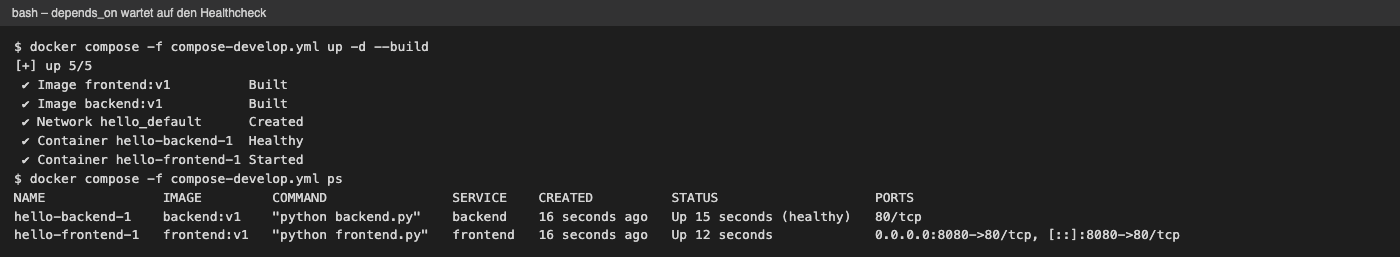 bash – depends_on wartet auf den Healthcheck
$ docker compose -f compose-develop.yml up -d --build
[+] up 5/5
✔ Image frontend:v1 Built
✔ Image backend:v1 Built
✔ Network hello_default Created
✔ Container hello-backend-1 Healthy
✔ Container hello-frontend-1 Started
$ docker compose -f compose-develop.yml ps
NAME IMAGE COMMAND SERVICE CREATED STATUS PORTS
hello-backend-1 backend:v1 "python backend.py" backend 16 seconds ago Up 15 seconds (healthy) 80/tcp
hello-frontend-1 frontend:v1 "python frontend.py" frontend 16 seconds ago Up 12 seconds 0.0.0.0:8080->80/tcp, [::]:8080->80/tcp